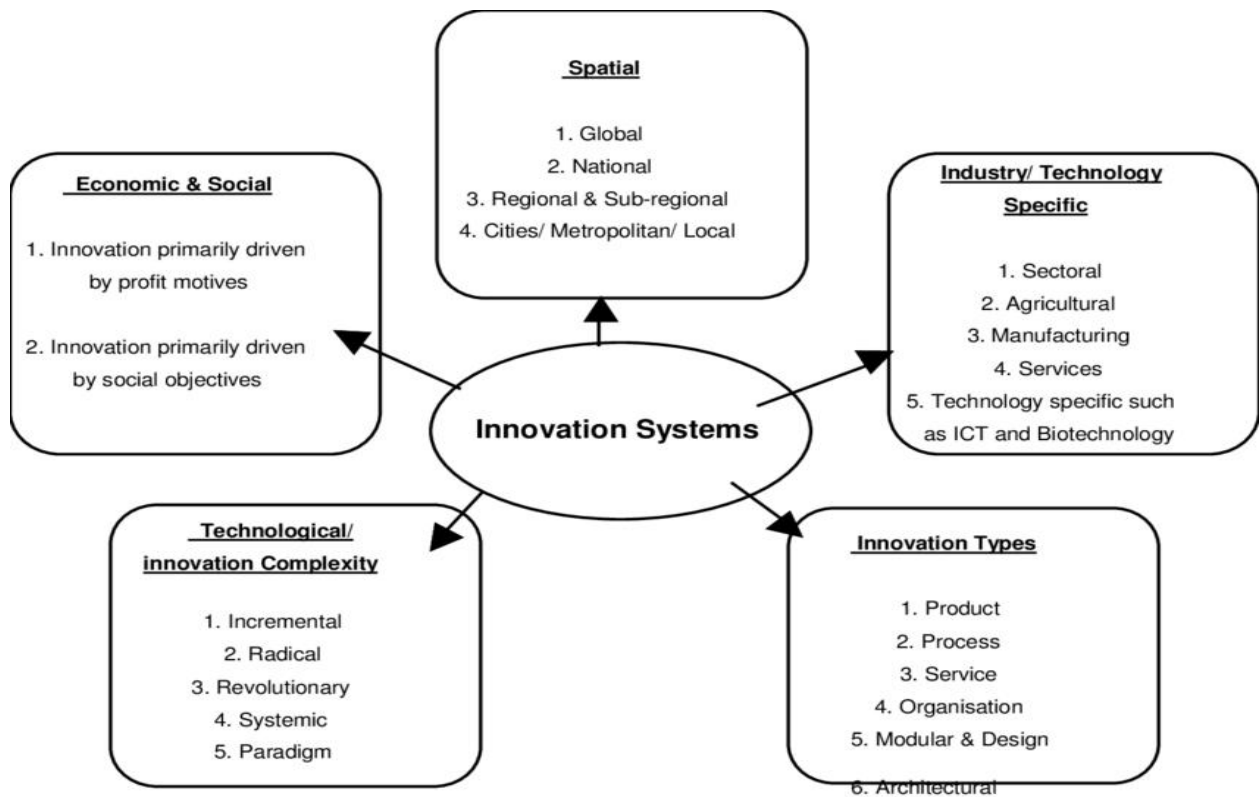 Spatial
1. Global
2. National
3. Regional & Sub-regional
4. Cities/ Metropolitan/ Local
Economic & Social
1. Innovation primarily driven
by profit motives
2. Innovation primarily driven
by social objectives
Industry/ Technology
Specific
1. Sectoral
2. Agricultural
3. Manufacturing
4. Services
5. Technology specific such
as ICT and Biotechnology
Innovation Systems
Technological/
innovation Complexity
1. Incremental
2. Radical
3. Revolutionary
4. Systemic
5. Paradigm
Innovation Types
1. Product
2. Process
3. Service
4. Organisation
5. Modular & Design
6. Architectural